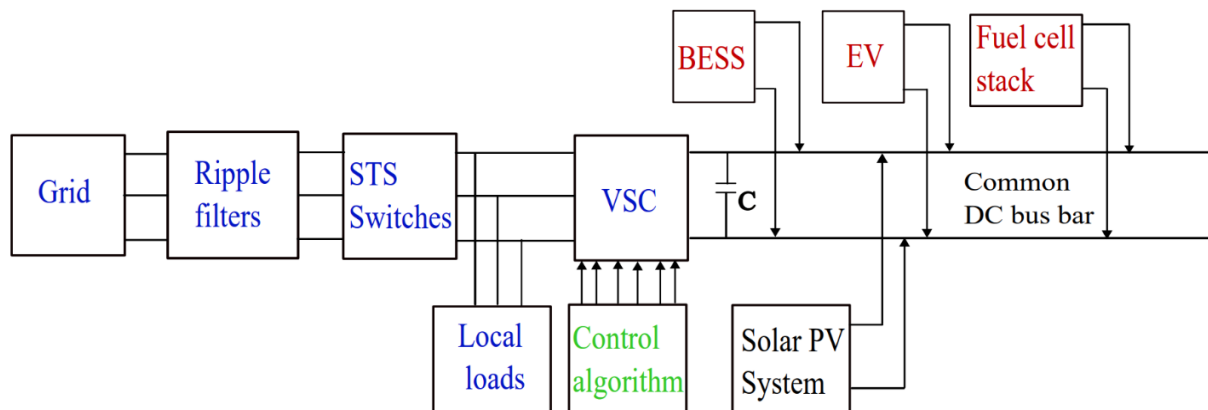 BESS
EV
Fuel cell
stack
Grid
Ripple
filters
STS
Switches
VSC
C
Common
DC bus bar
Local
loads
Control
algorithm
Solar PV
System